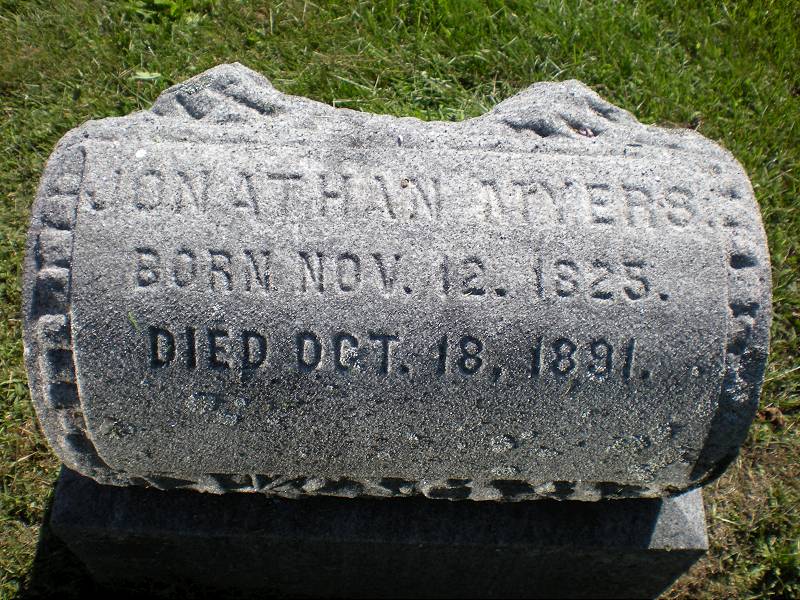 JONATHAN MYERS.
BORN NOV. 12. 1825.
DIED OCT. 18, 1891.